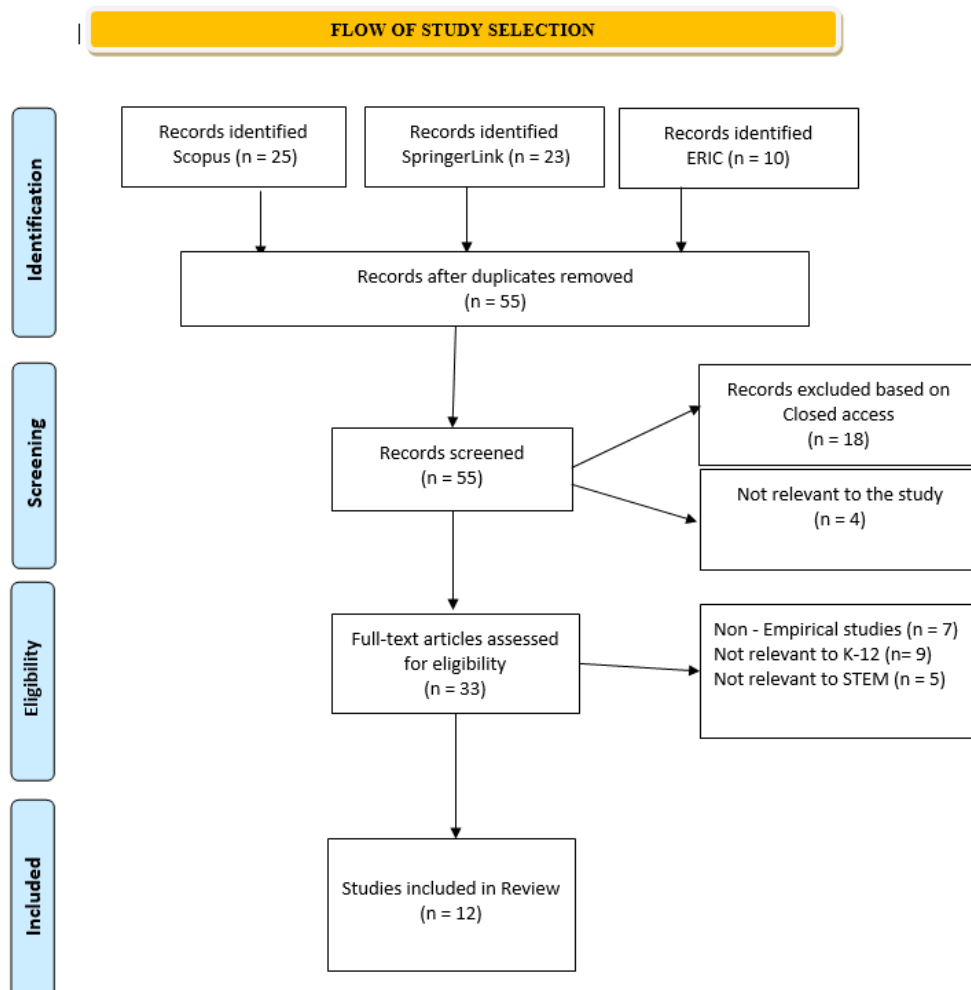 FLOW OF STUDY SELECTION
Identification
Records identified
Scopus (n = 25)
Records identified
SpringerLink (n = 23)
Records identified
ERIC (n = 10)
Records after duplicates removed
(n = 55)
Screening
Records screened
(n = 55)
Records excluded based on
Closed access
(n = 18)
Not relevant to the study
(n = 4)
Eligibility
Full-text articles assessed
for eligibility
(n = 33)
Non - Empirical studies (n = 7)
Not relevant to K-12 (n= 9)
Not relevant to STEM (n = 5)
Included
Studies included in Review
(n = 12)